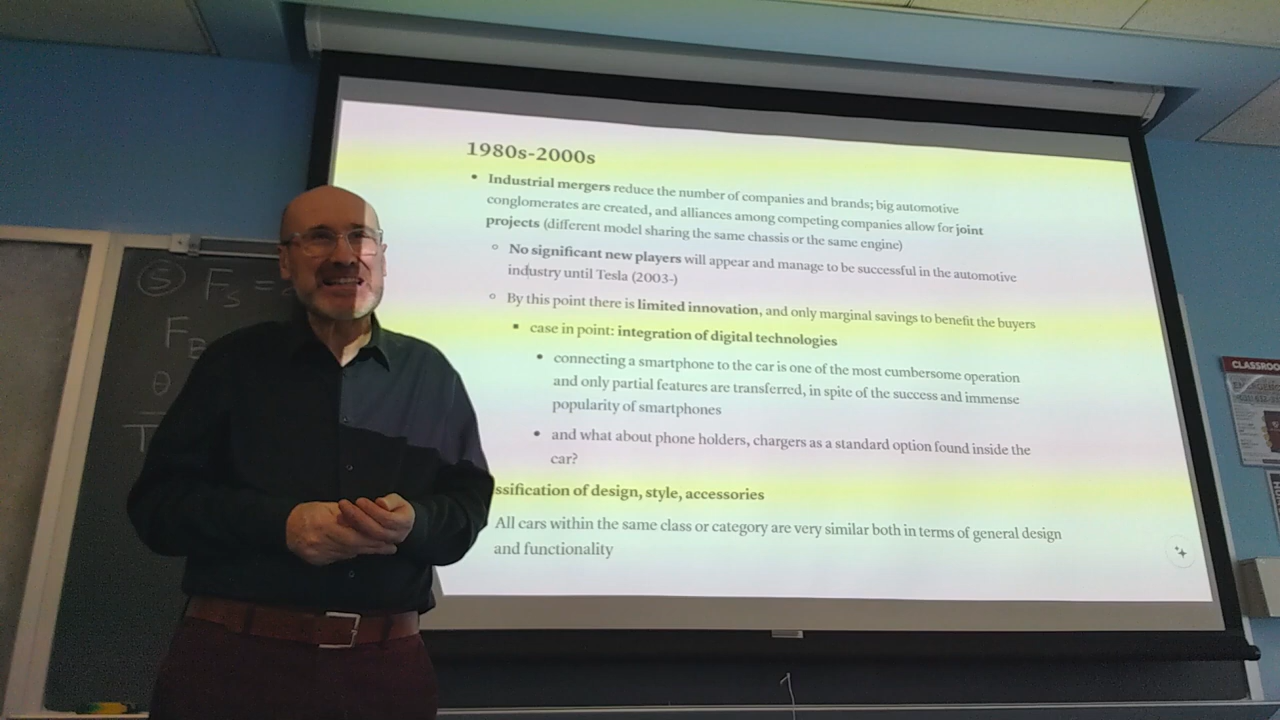 1980s-2000s
• Industrial mergers reduce the number of companies and brands; big automotive
conglomerates are created, and alliances among competing companies allow for joint
projects (different model sharing the same chassis or the same engine)
◦ No significant new players will appear and manage to be successful in the automotive
industry until Tesla (2003-)
◦ By this point there is limited innovation, and only marginal savings to benefit the buyers
▪ case in point: integration of digital technologies
• connecting a smartphone to the car is one of the most cumbersome operation
and only partial features are transferred, in spite of the success and immense
popularity of smartphones
• and what about phone holders, chargers as a standard option found inside the
car?
ssification of design, style, accessories
All cars within the same class or category are very similar both in terms of general design
and functionality
⑤ F_S =
F_B
θ
T
CLASSROO